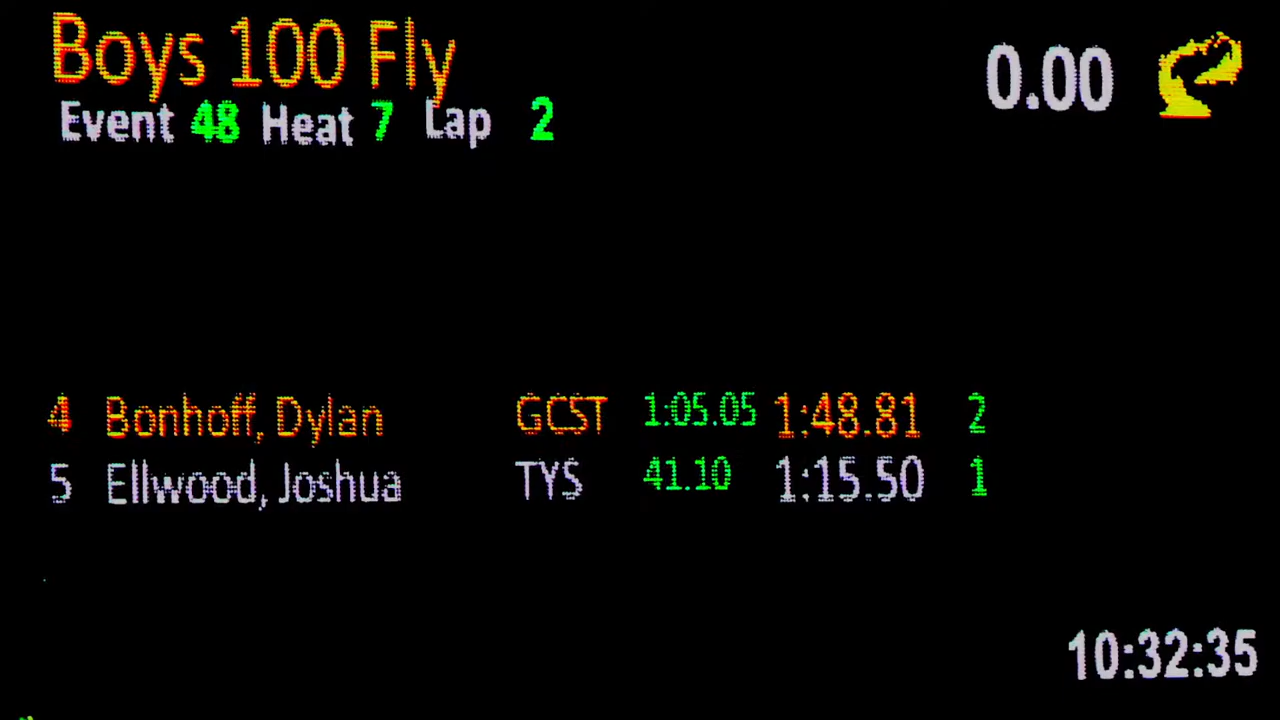 Boys 100 Fly
0.00
Event 48 Heat 7 Lap 2
4 Bonhoff, Dylan GCST 1:05.05 1:48.81 2
5 Ellwood, Joshua TYS 41.10 1:15.50 1
10:32:35